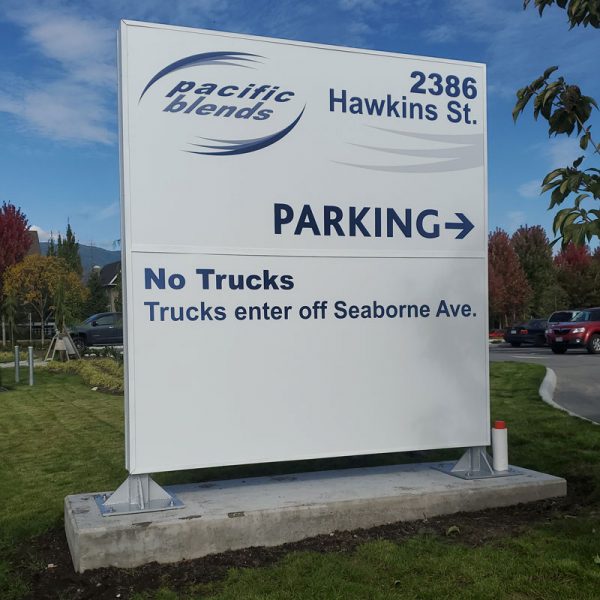 pacific
blends
2386
Hawkins St.
PARKING→
No Trucks
Trucks enter off Seaborne Ave.